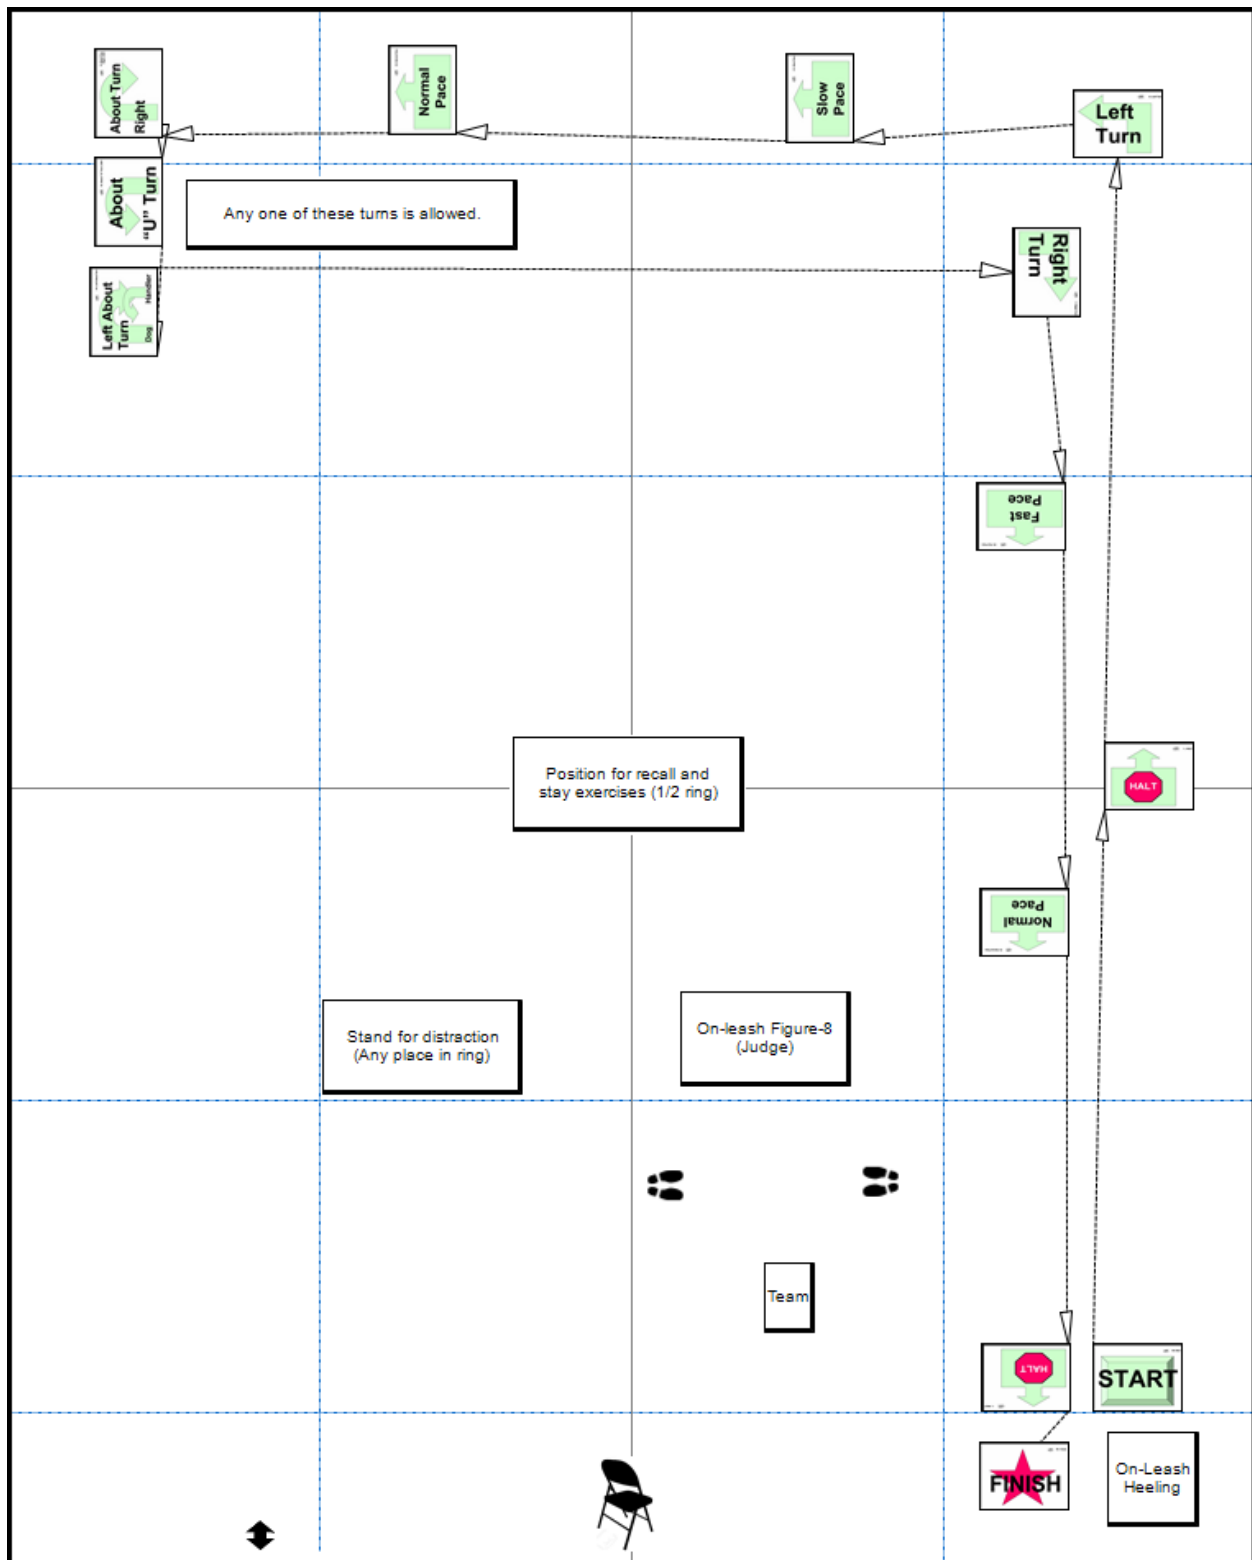 About Turn
Right
Normal
Pace
Slow
Pace
Left
Turn
About
"U" Turn
Any one of these turns is allowed.
Right
Turn
Left About
Turn
Dog
Handler
Fast
Pace
Position for recall and
stay exercises (1/2 ring)
HALT
Normal
Pace
Stand for distraction
(Any place in ring)
On-leash Figure-8
(Judge)
Team
HALT
START
FINISH
On-Leash
Heeling